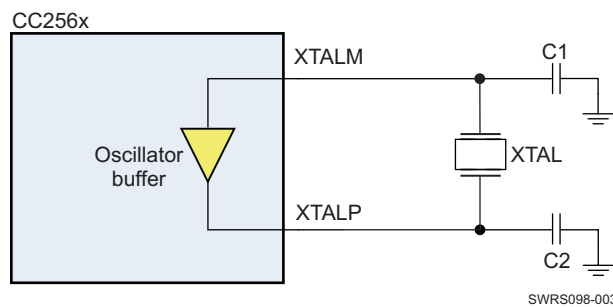 CC256x
XTALM
C1
Oscillator
buffer
XTAL
XTALP
C2
SWRS098-003